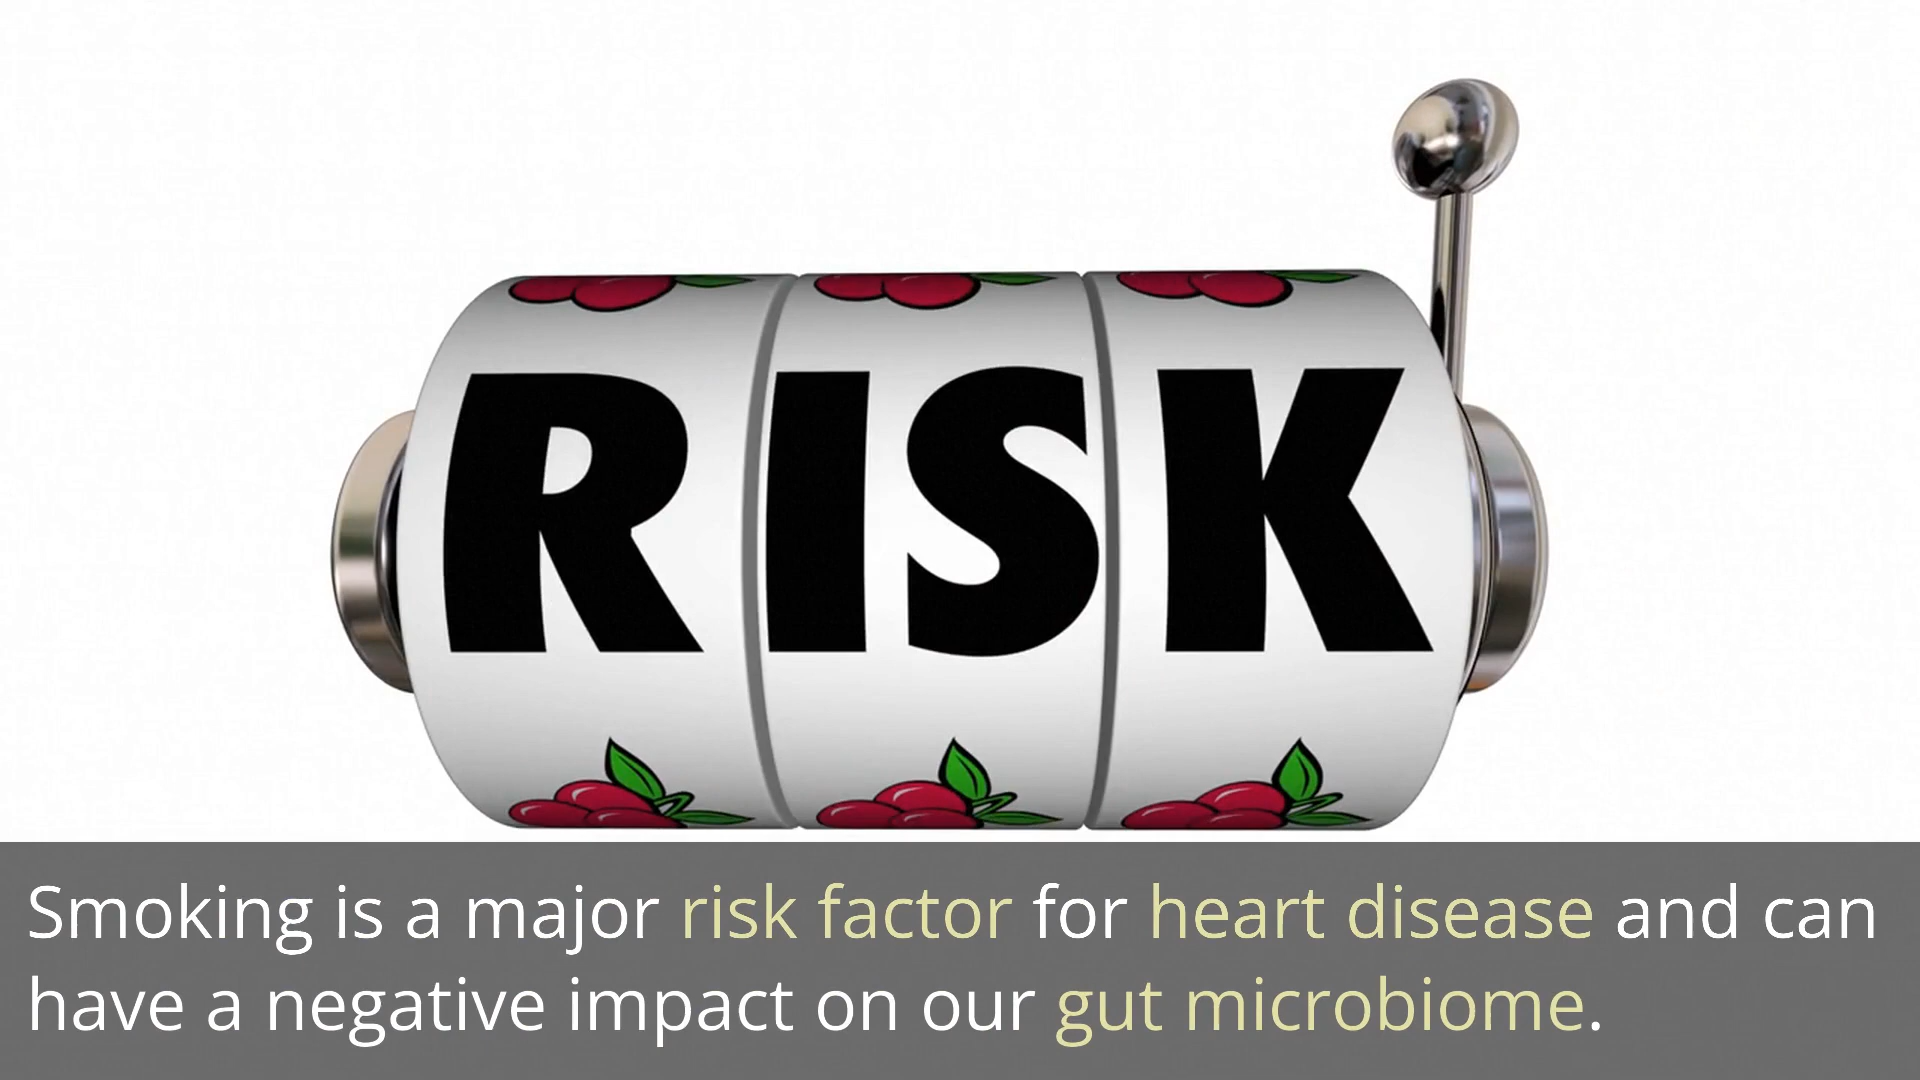 RISK
Smoking is a major risk factor for heart disease and can
have a negative impact on our gut microbiome.